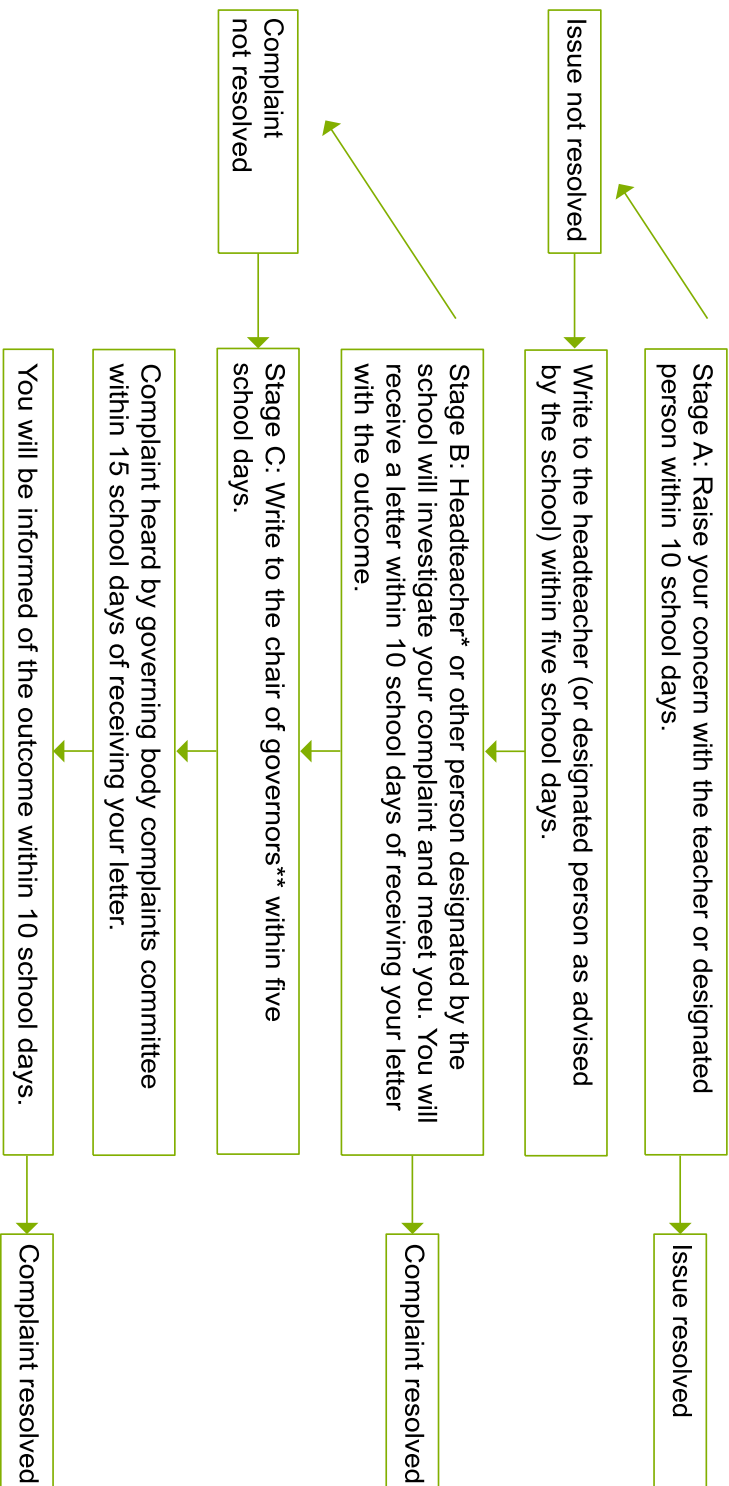 Stage A: Raise your concern with the teacher or designated
person within 10 school days.
Issue resolved
Issue not resolved
Write to the headteacher (or designated person as advised
by the school) within five school days.
Stage B: Headteacher* or other person designated by the
school will investigate your complaint and meet you. You will
receive a letter within 10 school days of receiving your letter
with the outcome.
Complaint resolved
Complaint
not resolved
Stage C: Write to the chair of governors** within five
school days.
Complaint heard by governing body complaints committee
within 15 school days of receiving your letter.
You will be informed of the outcome within 10 school days.
Complaint resolved